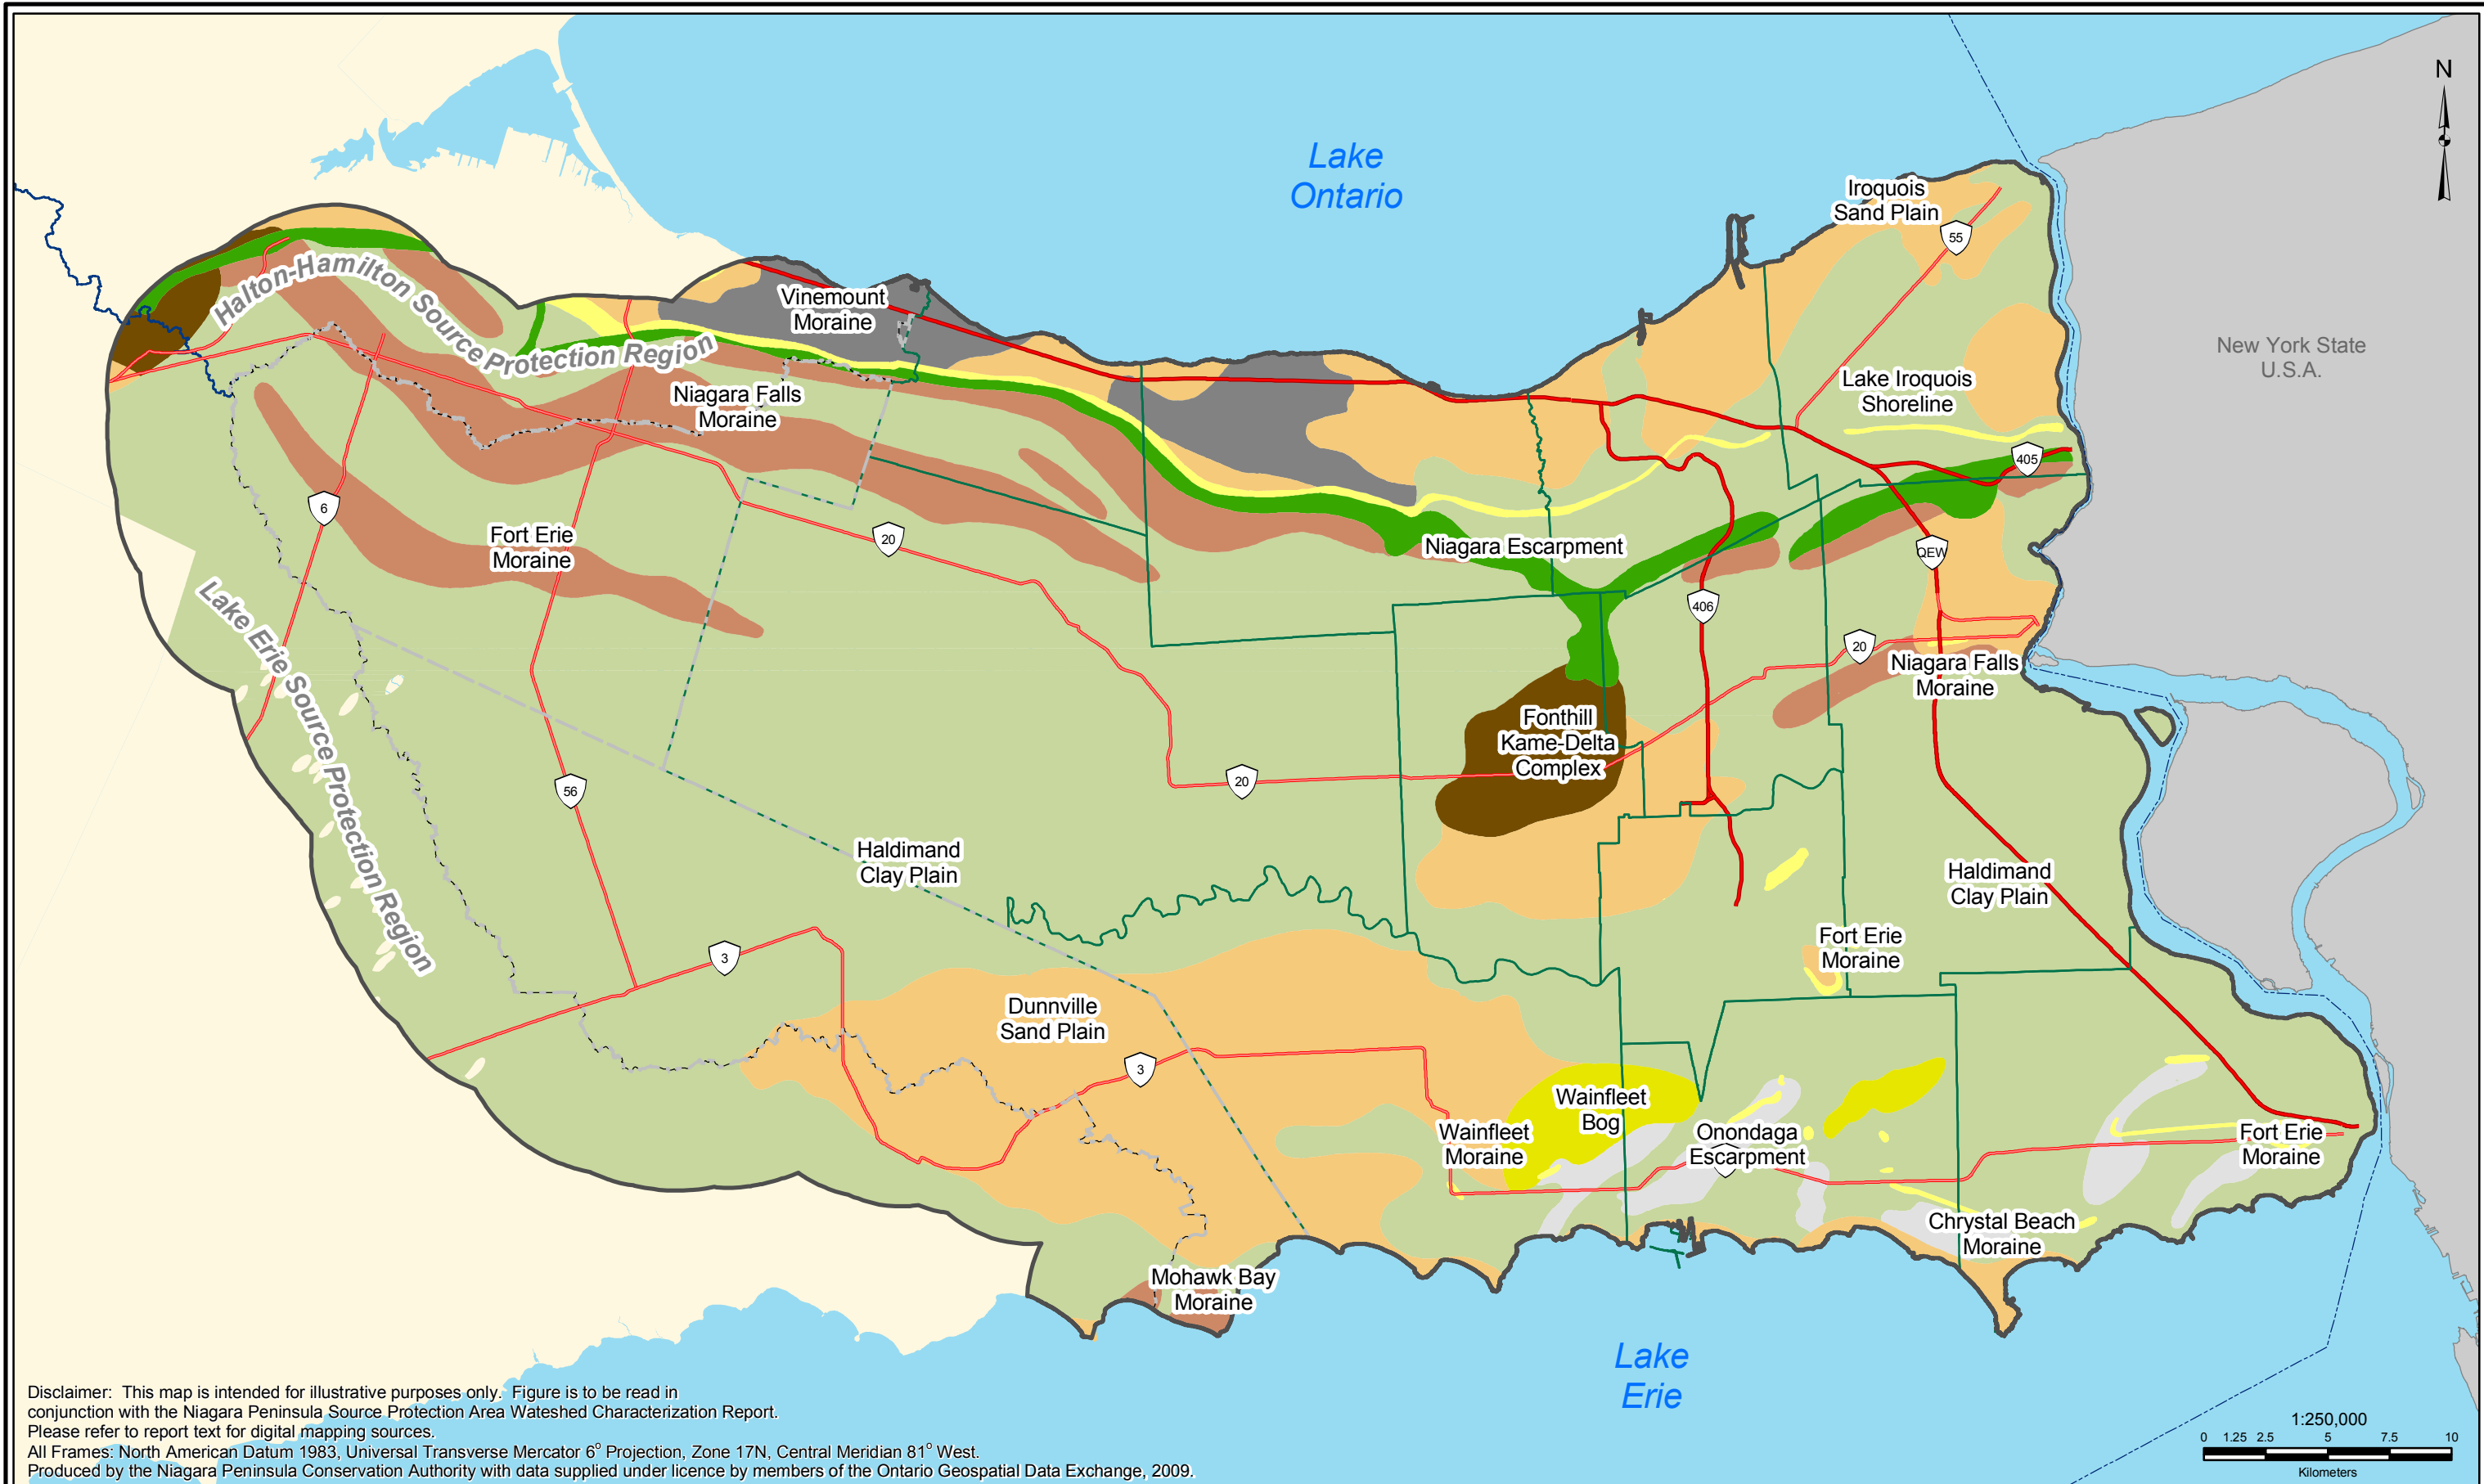 N
Lake
Ontario
Iroquois
Sand Plain
55
Halton-Hamilton Source Protection Region
Vinemount
Moraine
New York State
U.S.A.
Niagara Falls
Moraine
Lake Iroquois
Shoreline
405
6
Fort Erie
Moraine
20
Niagara Escarpment
QEW
406
Lake Erie Source Protection Region
20
Niagara Falls
Moraine
Fonthill
Kame-Delta
Complex
56
20
Haldimand
Clay Plain
Haldimand
Clay Plain
3
Fort Erie
Moraine
Dunnville
Sand Plain
3
Wainfleet
Bog
Wainfleet
Moraine
Onondaga
Escarpment
Fort Erie
Moraine
Chrystal Beach
Moraine
Mohawk Bay
Moraine
Lake
Erie
Disclaimer: This map is intended for illustrative purposes only. Figure is to be read in
conjunction with the Niagara Peninsula Source Protection Area Wateshed Characterization Report.
Please refer to report text for digital mapping sources.
All Frames: North American Datum 1983, Universal Transverse Mercator 6° Projection, Zone 17N, Central Meridian 81° West.
Produced by the Niagara Peninsula Conservation Authority with data supplied under licence by members of the Ontario Geospatial Data Exchange, 2009.
1:250,000
0 1.25 2.5 5 7.5 10
Kilometers